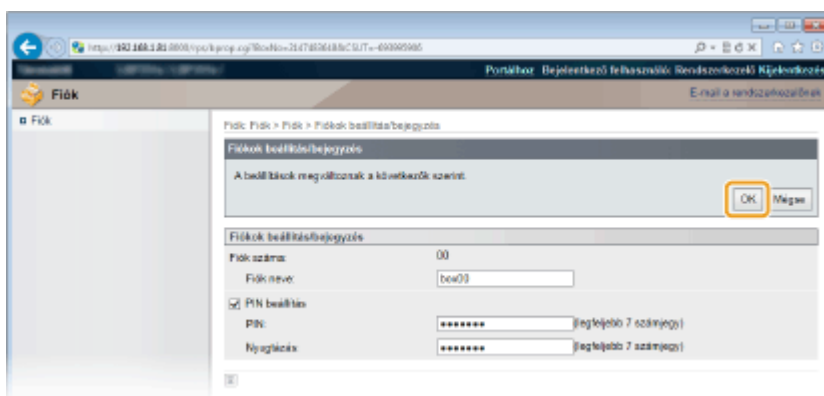 Portálhoz Bejelentkező felhasználó: Rendszerkezelő Kijelentkezés
Fiók
E-mail a rendszerkezelőnek
Fiók
Fiók: Fiók > Fiók > Fiókok beállítás/bejegyzés
Fiókok beállítás/bejegyzés
A beállítások megváltoznak a következők szerint.
OK Mégse
Fiókok beállítás/bejegyzés
Fiók száma: 00
Fiók neve: box00
PIN beállítás
PIN: ••••••• (legfeljebb 7 számjegy)
Nyugtázás: ••••••• (legfeljebb 7 számjegy)